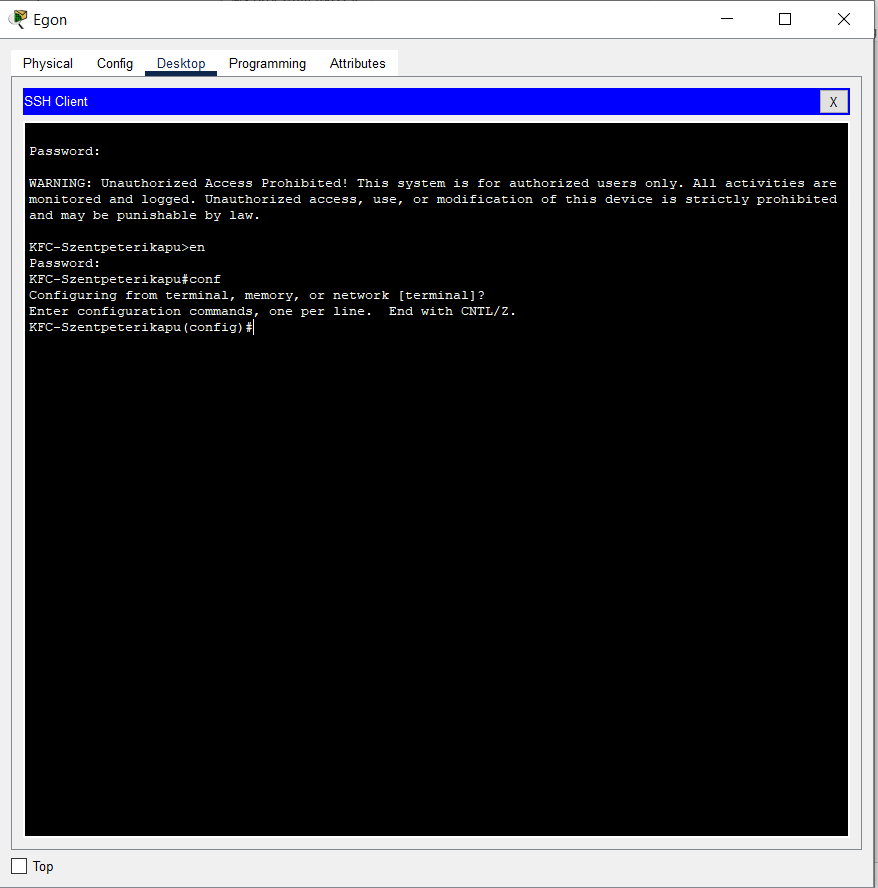 Egon
Physical Config Desktop Programming Attributes
SSH Client X
Password:
WARNING: Unauthorized Access Prohibited! This system is for authorized users only. All activities are
monitored and logged. Unauthorized access, use, or modification of this device is strictly prohibited
and may be punishable by law.
KFC-Szentpeterikapu>en
Password:
KFC-Szentpeterikapu#conf
Configuring from terminal, memory, or network [terminal]?
Enter configuration commands, one per line.  End with CNTL/Z.
KFC-Szentpeterikapu(config)#
Top